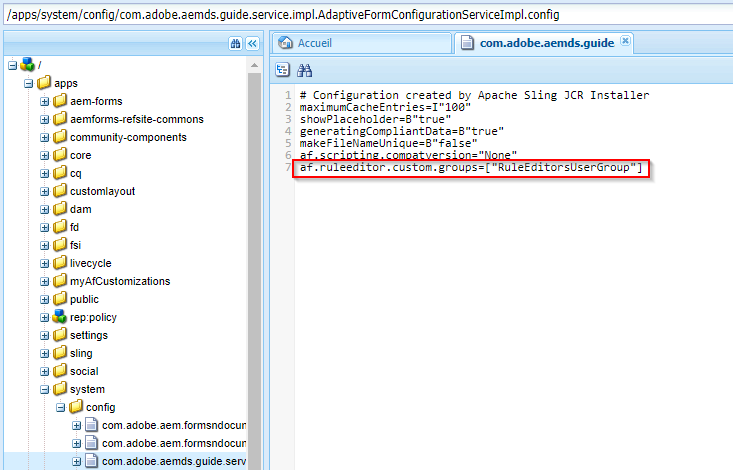 /apps/system/config/com.adobe.aemds.guide.service.impl.AdaptiveFormConfigurationServiceImpl.config
/
apps
aem-forms
aemforms-refsite-commons
community-components
core
cq
customlayout
dam
fd
fsi
livecycle
myAfCustomizations
public
rep:policy
settings
sling
social
system
config
com.adobe.aem.formsndocun
com.adobe.aem.formsndocun
com.adobe.aemds.guide.serv
Accueil
com.adobe.aemds.guide
1 # Configuration created by Apache Sling JCR Installer
2 maximumCacheEntries=I"100"
3 showPlaceholder=B"true"
4 generatingCompliantData=B"true"
5 makeFileNameUnique=B"false"
6 af.scripting.compatversion="None"
7 af.ruleeditor.custom.groups=["RuleEditorsUserGroup"]